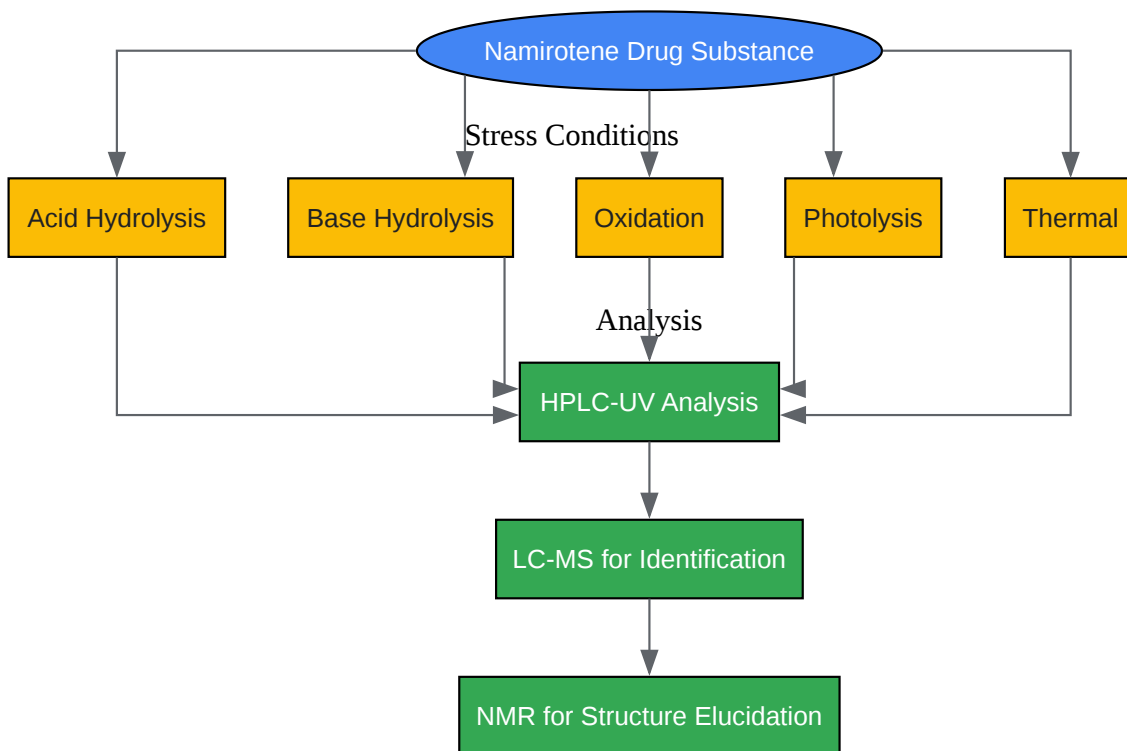 Namirotene Drug Substance
Stress Conditions
Acid Hydrolysis
Base Hydrolysis
Oxidation
Photolysis
Thermal
Analysis
HPLC-UV Analysis
LC-MS for Identification
NMR for Structure Elucidation